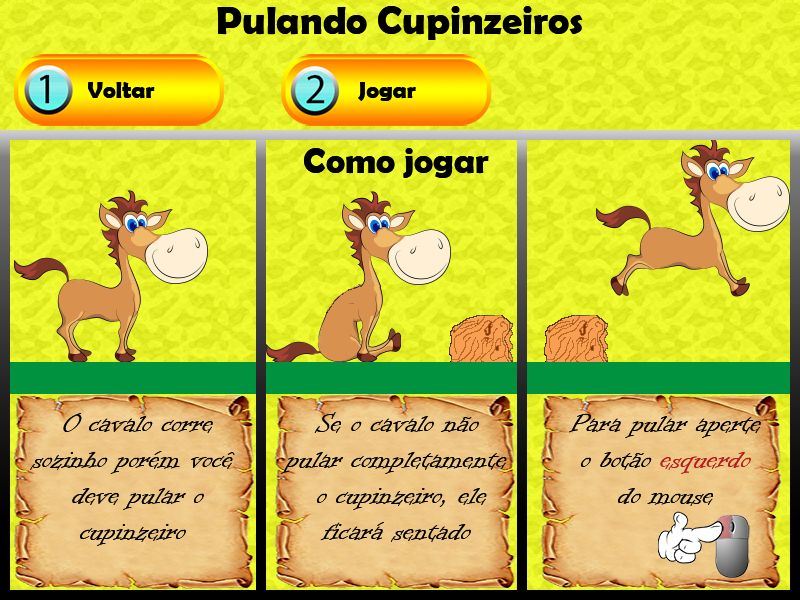 Pulando Cupinzeiros
1 Voltar
2 Jogar
Como jogar
O cavalo corre
sozinho porém você
deve pular o
cupinzeiro
Se o cavalo não
pular completamente
o cupinzeiro, ele
ficará sentado
Para pular aperte
o botão esquerdo
do mouse